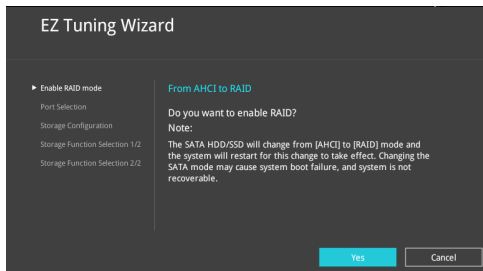 EZ Tuning Wizard
Enable RAID mode
Port Selection
Storage Configuration
Storage Function Selection 1/2
Storage Function Selection 2/2
From AHCI to RAID
Do you want to enable RAID?
Note:
The SATA HDD/SSD will change from [AHCI] to [RAID] mode and
the system will restart for this change to take effect. Changing the
SATA mode may cause system boot failure, and system is not
recoverable.
Yes
Cancel